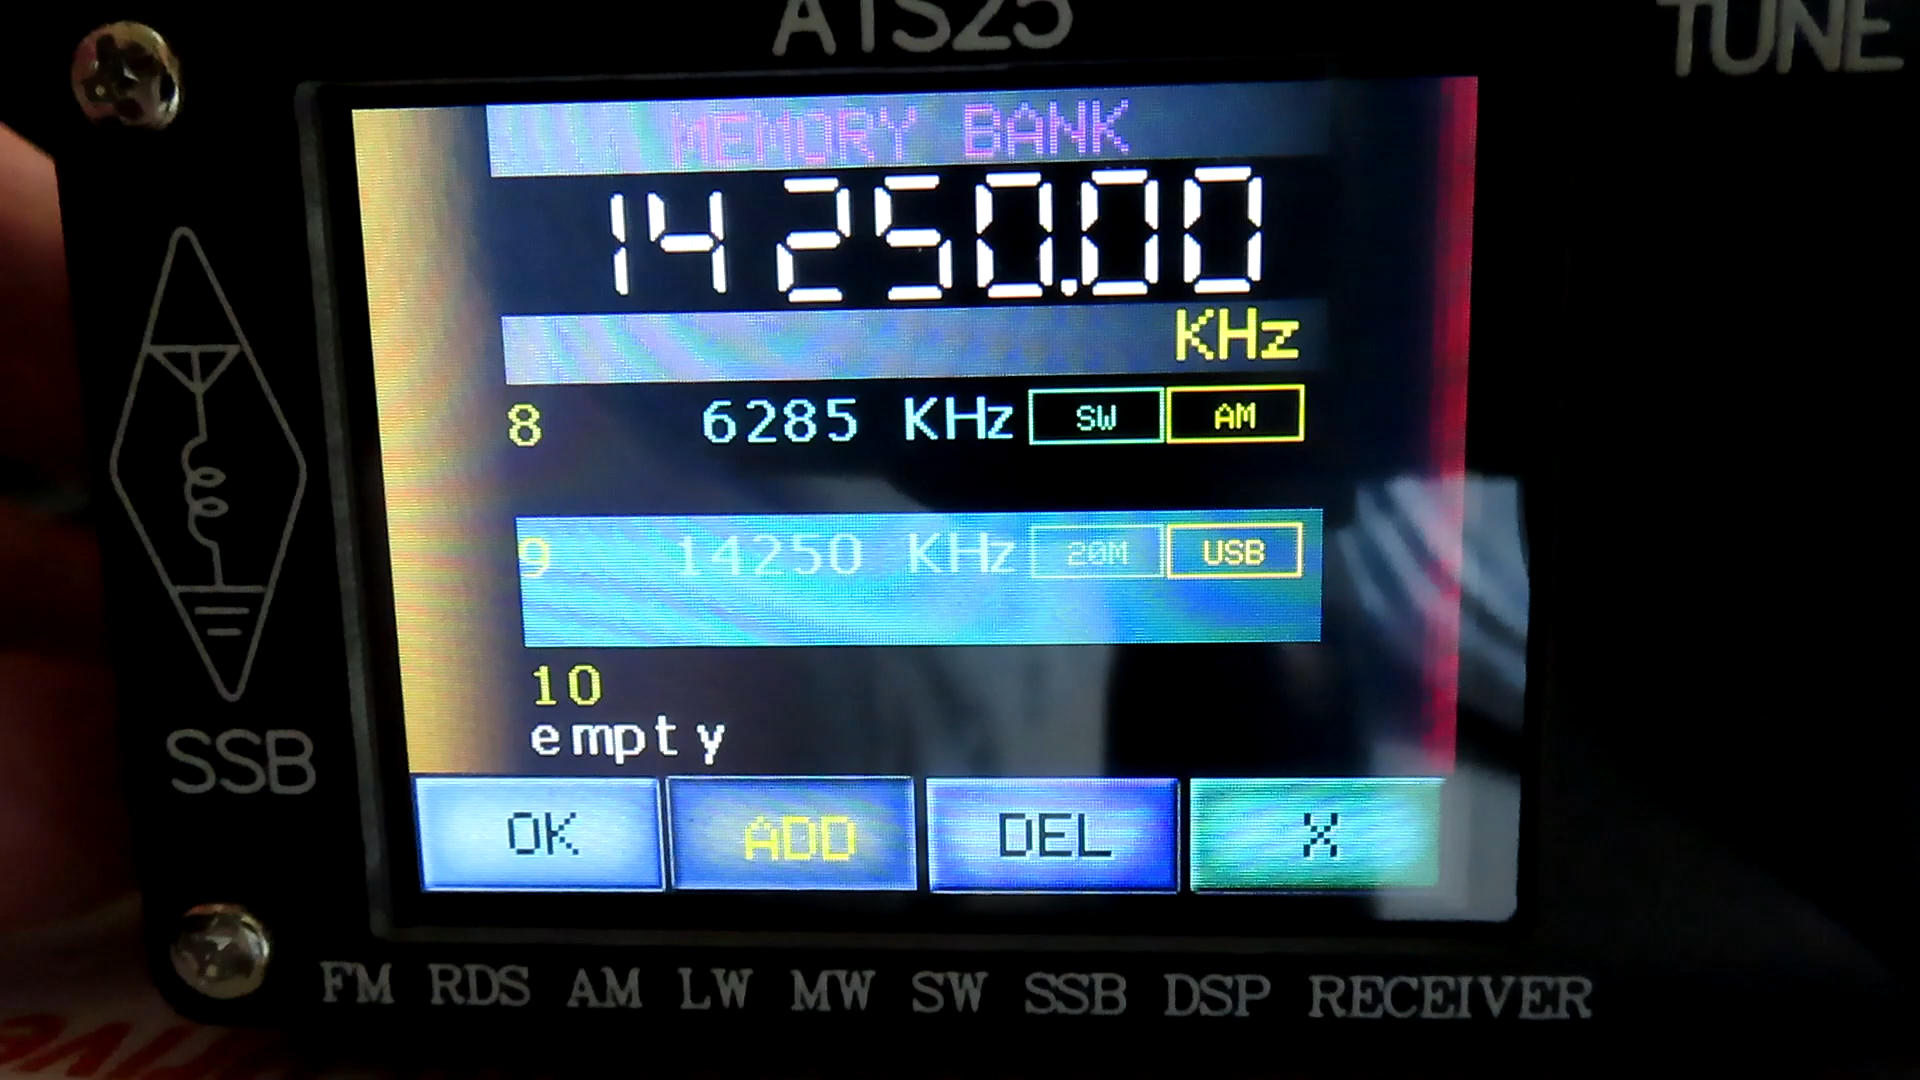 ATS25
TUNE
MEMORY BANK
14250.00
KHz
8 6285 KHz SW AM
9 14250 KHz 20M USB
10
empty
OK ADD DEL X
SSB
FM RDS AM LW MW SW SSB DSP RECEIVER